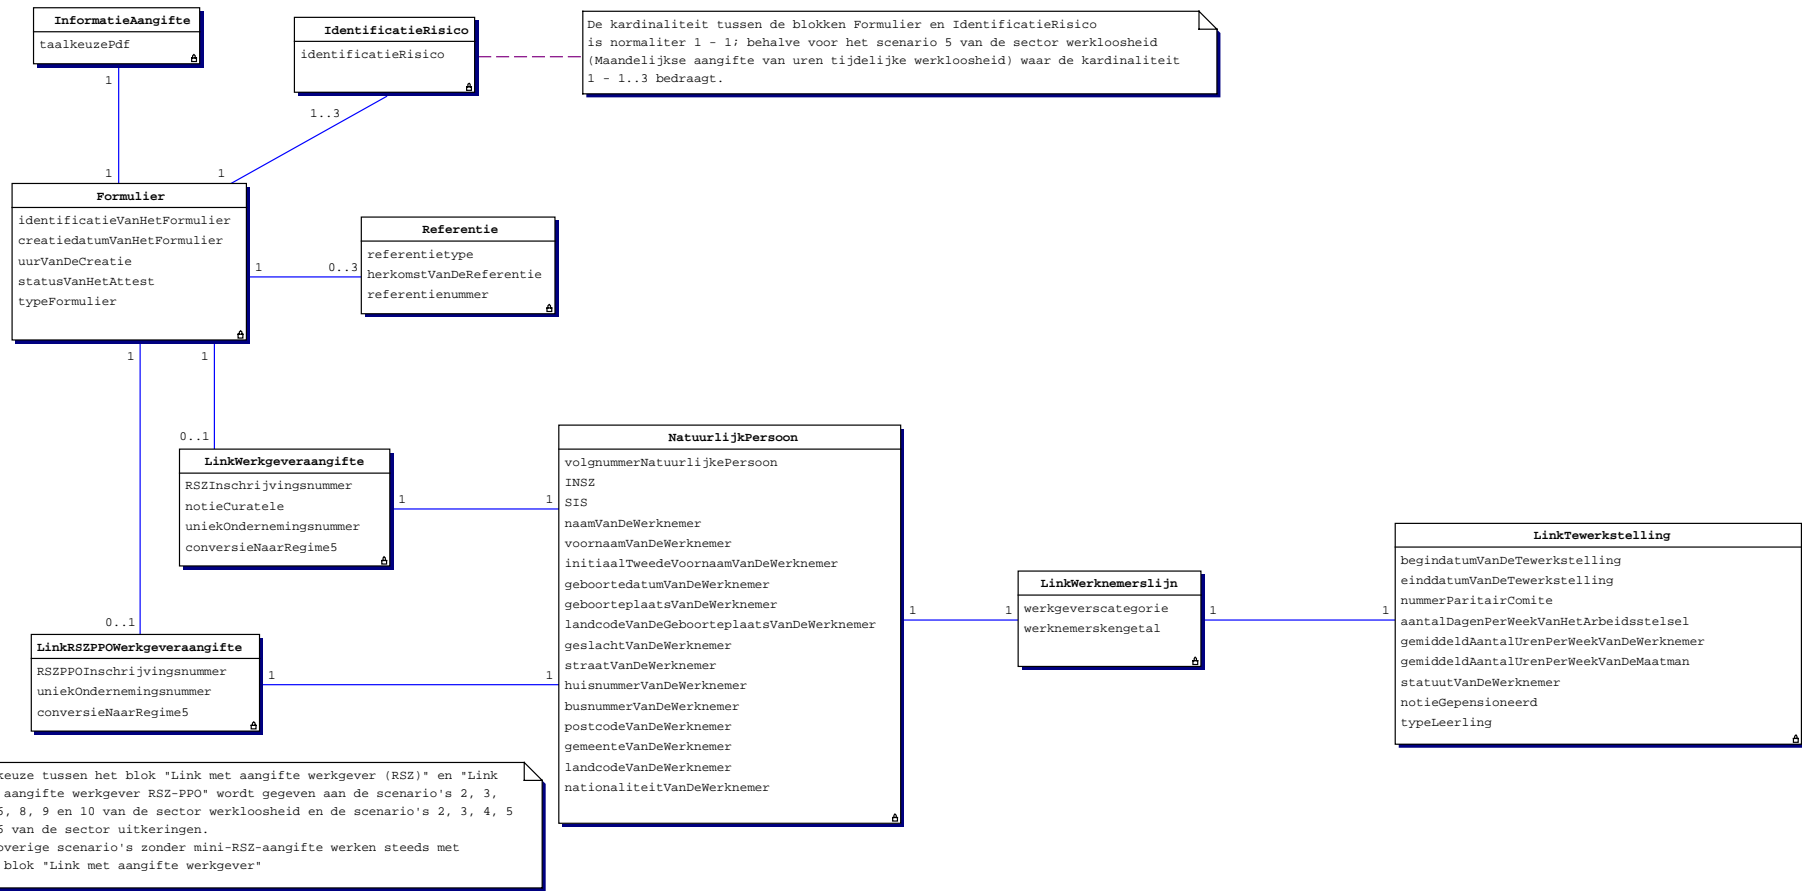 InformatieAangifte
taalkeuzePdf
IdentificatieRisico
identificatieRisico
De kardinaliteit tussen de blokken Formulier en IdentificatieRisico
is normaliter 1 - 1; behalve voor het scenario 5 van de sector werkloosheid
(Maandelijkse aangifte van uren tijdelijke werkloosheid) waar de kardinaliteit
1 - 1..3 bedraagt.
1
1..3
1
1
Formulier
identificatieVanHetFormulier
creatiedatumVanHetFormulier
uurVanDeCreatie
statusVanHetAttest
typeFormulier
1
0..3
Referentie
referentietype
herkomstVanDeReferentie
referentienummer
1
1
0..1
LinkWerkgeveraangifte
RSZInschrijvingsnummer
notieCuratele
uniekOndernemingsnummer
conversieNaarRegime5
1
1
0..1
LinkRSZPPOWerkgeveraangifte
RSZPPOInschrijvingsnummer
uniekOndernemingsnummer
conversieNaarRegime5
1
1
NatuurlijkPersoon
volgnummerNatuurlijkePersoon
INSZ
SIS
naamVanDeWerknemer
voornaamVanDeWerknemer
initiaalTweedeVoornaamVanDeWerknemer
geboortedatumVanDeWerknemer
geboorteplaatsVanDeWerknemer
landcodeVanDeGeboorteplaatsVanDeWerknemer
geslachtVanDeWerknemer
straatVanDeWerknemer
huisnummerVanDeWerknemer
busnummerVanDeWerknemer
postcodeVanDeWerknemer
gemeenteVanDeWerknemer
landcodeVanDeWerknemer
nationaliteitVanDeWerknemer
1
1
LinkWerknemerslijn
werkgeverscategorie
werknemerskengetal
1
1
LinkTewerkstelling
begindatumVanDeTewerkstelling
einddatumVanDeTewerkstelling
nummerParitairComite
aantalDagenPerWeekVanHetArbeidsstelsel
gemiddeldAantalUrenPerWeekVanDeWerknemer
gemiddeldAantalUrenPerWeekVanDeMaatman
statuutVanDeWerknemer
notieGepensioneerd
typeLeerling
keuze tussen het blok "Link met aangifte werkgever (RSZ)" en "Link
aangifte werkgever RSZ-PPO" wordt gegeven aan de scenario's 2, 3,
8, 9 en 10 van de sector werkloosheid en de scenario's 2, 3, 4, 5
van de sector uitkeringen.
overige scenario's zonder mini-RSZ-aangifte werken steeds met
blok "Link met aangifte werkgever"